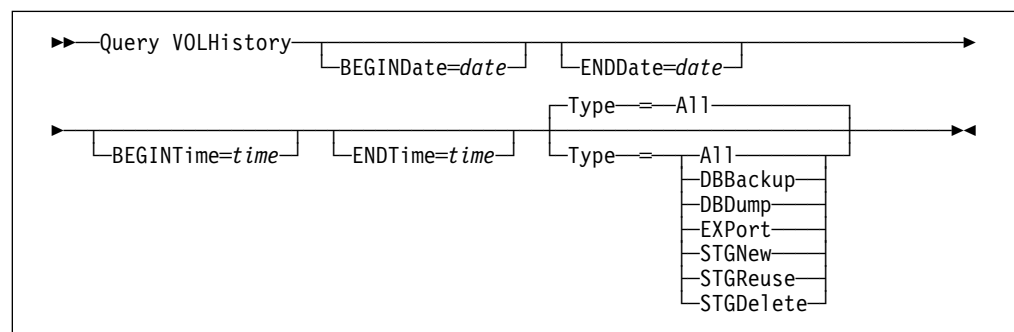 Query VOLHistory
BEGINDate=date ENDDate=date
Type = All
BEGINTime=time ENDTime=time Type = All
DBBackup
DBDump
EXPort
STGNew
STGReuse
STGDelete